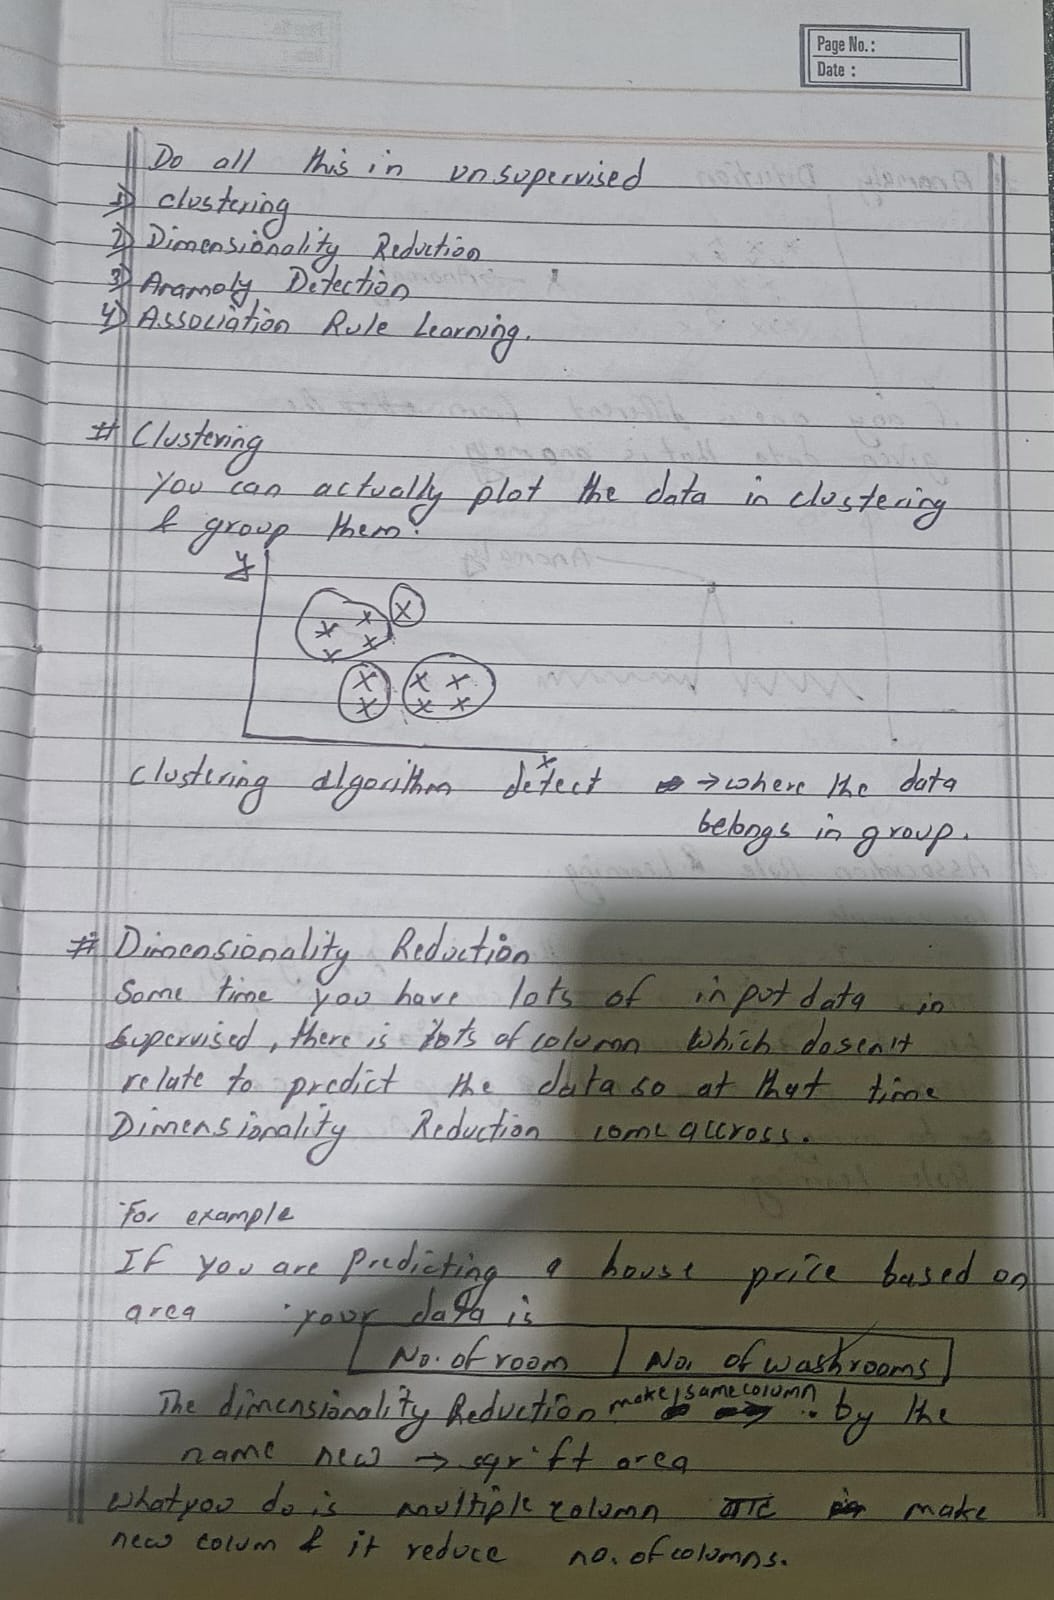 Page No.:
Date :
Do all this in unsupervised
1) Clustering
2) Dimensionality Reduction
3) Anamoly Detection
4) Association Rule Learning.
# Clustering
You can actually plot the data in clustering
& group them.
y
x
Clustering algorithm detect → where the data
belongs in group.
# Dimensionality Reduction
Some time you have lots of input data in
supervised, there is lots of column which dosen't
relate to predict the data so at that time
Dimensionality Reduction come accross.
For example
If you are Predicting a house price based on
area your data is
No. of room | No. of washrooms
The dimensionality Reduction make same column by the
name new → sqr ft area
What you do is multiple column make
new colum & it reduce no. of columns.